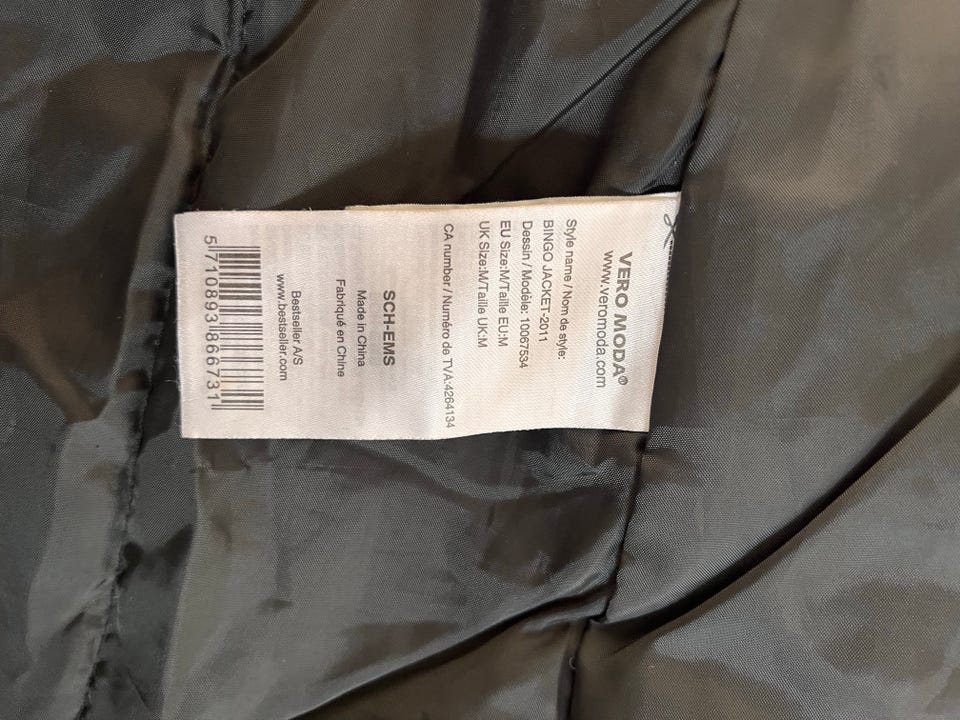 VERO MODA®
www.veromoda.com
Style name / Nom de style:
BINGO JACKET-2011
Dessin / Modèle: 10067534
EU Size:M/Taille EU:M
UK Size:M/Taille UK:M
CA number / Numéro de TVA:4264134
SCH-EMS
Made in China
Fabriqué en Chine
Bestseller A/S
www.bestseller.com
5710893866731